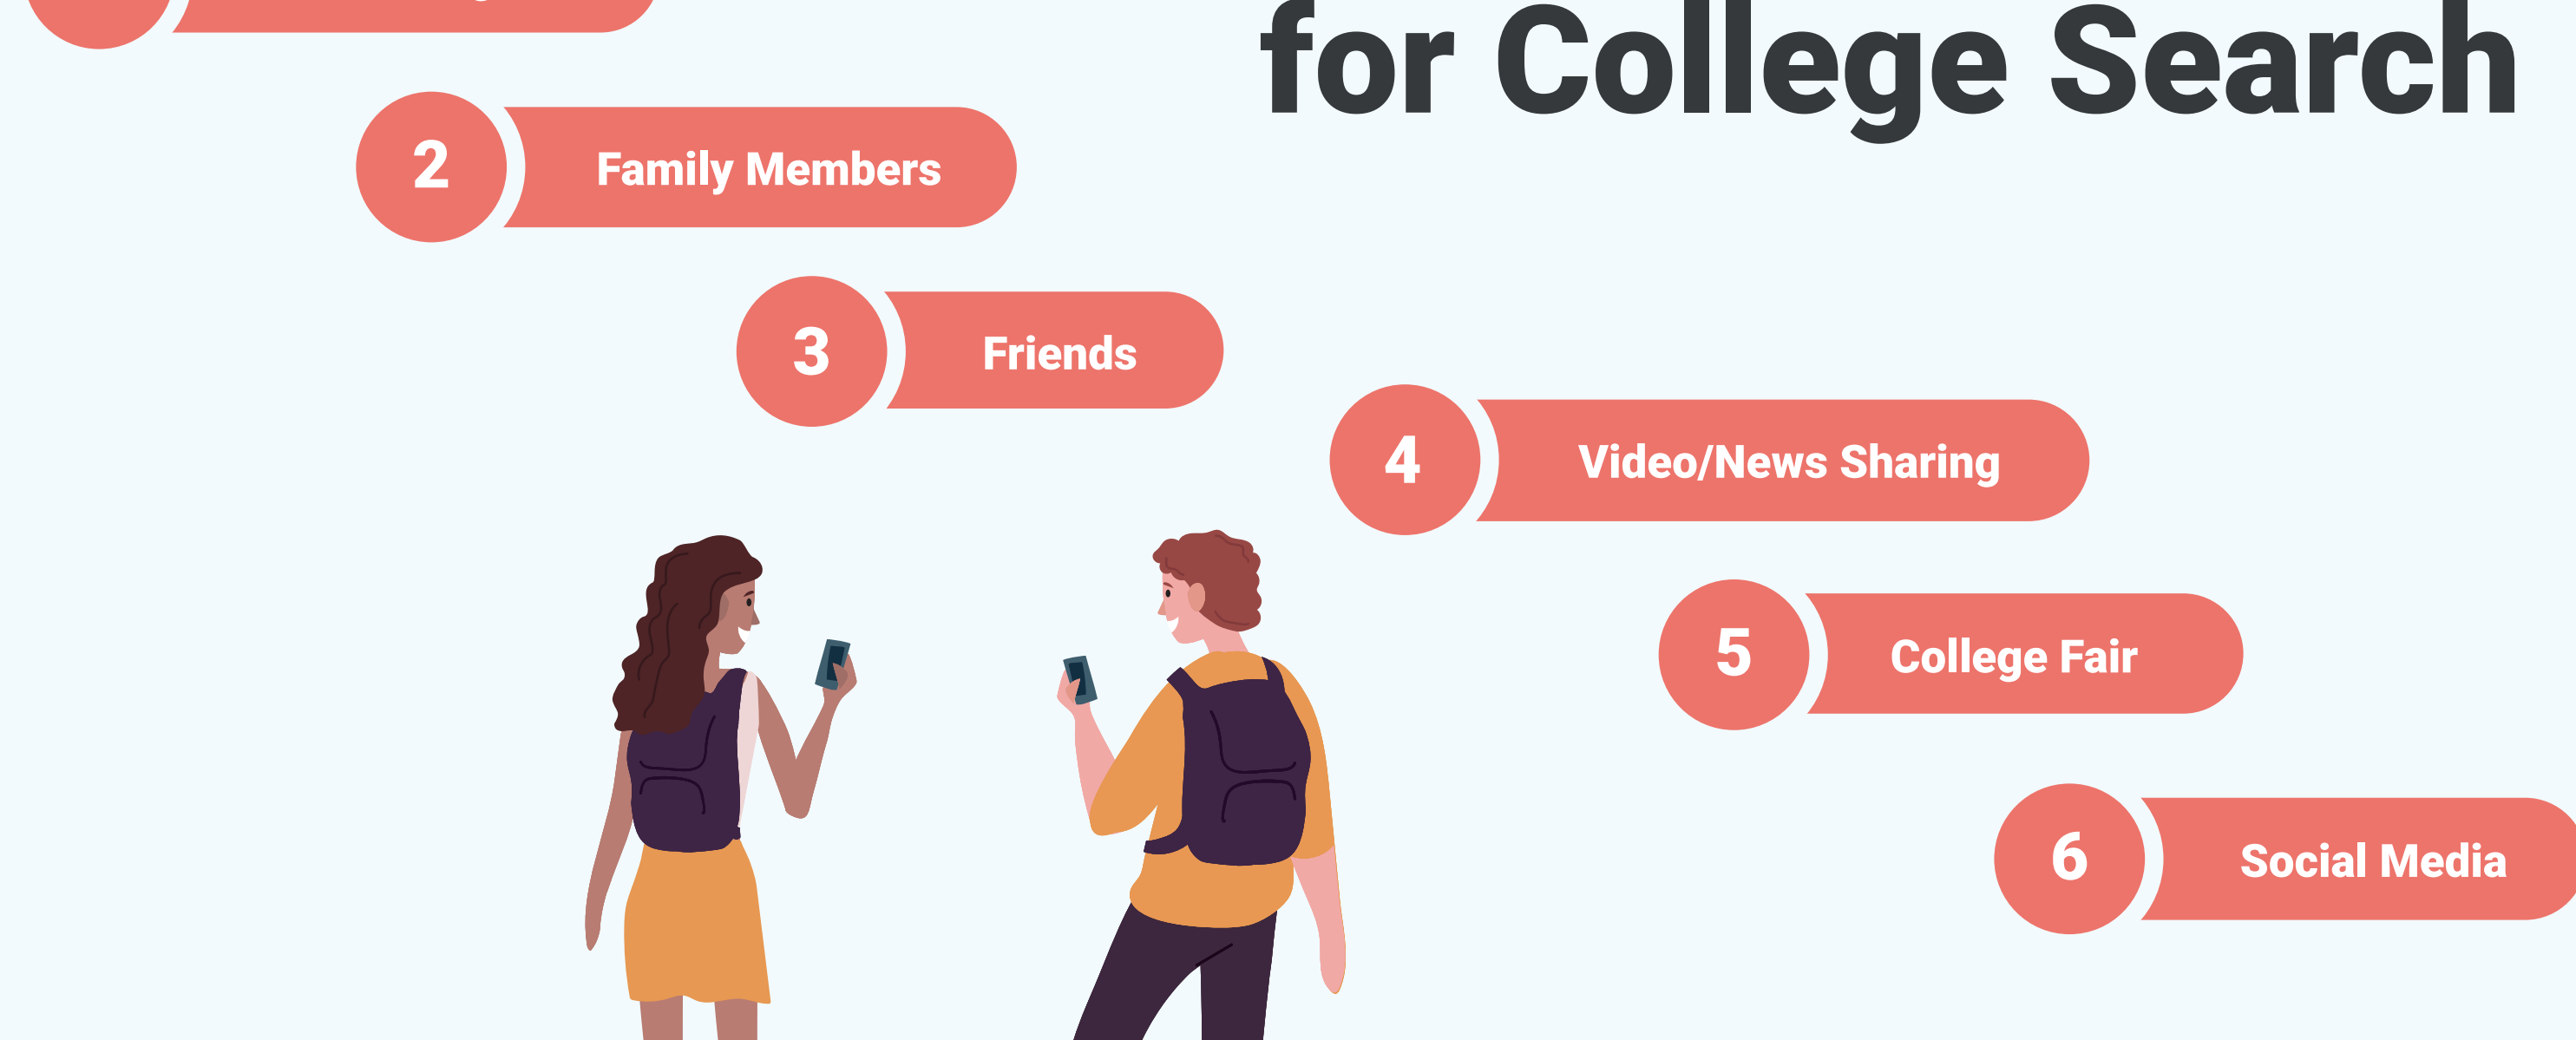 for College Search
2
Family Members
3
Friends
4
Video/News Sharing
5
College Fair
6
Social Media